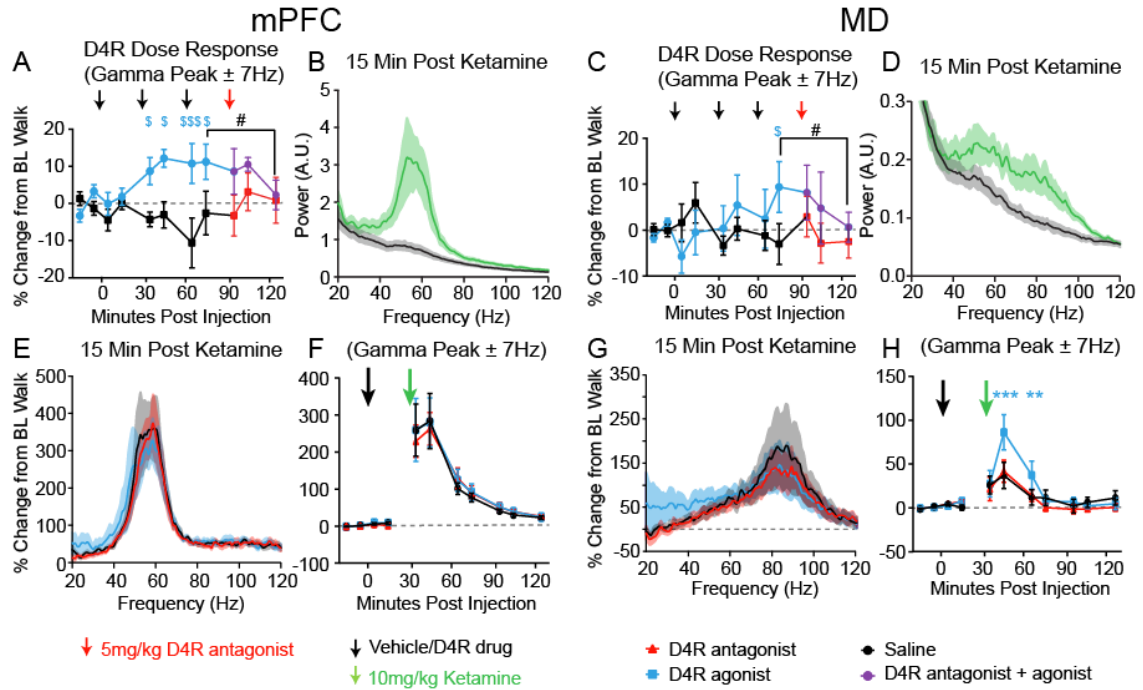 mPFC
MD
A
D4R Dose Response
(Gamma Peak ± 7Hz)
$ $ $$$ $
#
% Change from BL Walk
20
10
0
-10
-20
0 30 60 90 120
Minutes Post Injection
B
15 Min Post Ketamine
Power (A.U.)
5
4
3
2
1
0
20 40 60 80 100 120
Frequency (Hz)
C
D4R Dose Response
(Gamma Peak ± 7Hz)
$
#
% Change from BL Walk
20
10
0
-10
0 30 60 90 120
Minutes Post Injection
D
15 Min Post Ketamine
Power (A.U.)
0.3
0.2
0.1
0.0
20 40 60 80 100 120
Frequency (Hz)
E
15 Min Post Ketamine
% Change from BL Walk
500
400
300
200
100
0
20 40 60 80 100 120
Frequency (Hz)
F
(Gamma Peak ± 7Hz)
400
300
200
100
0
-100
0 30 60 90 120
Minutes Post Injection
G
15 Min Post Ketamine
% Change from BL Walk
350
250
150
50
-50
20 40 60 80 100 120
Frequency (Hz)
H
(Gamma Peak ± 7Hz)
*** **
150
100
50
0
-50
0 30 60 90 120
Minutes Post Injection
5mg/kg D4R antagonist
Vehicle/D4R drug
10mg/kg Ketamine
D4R antagonist
D4R agonist
Saline
D4R antagonist + agonist